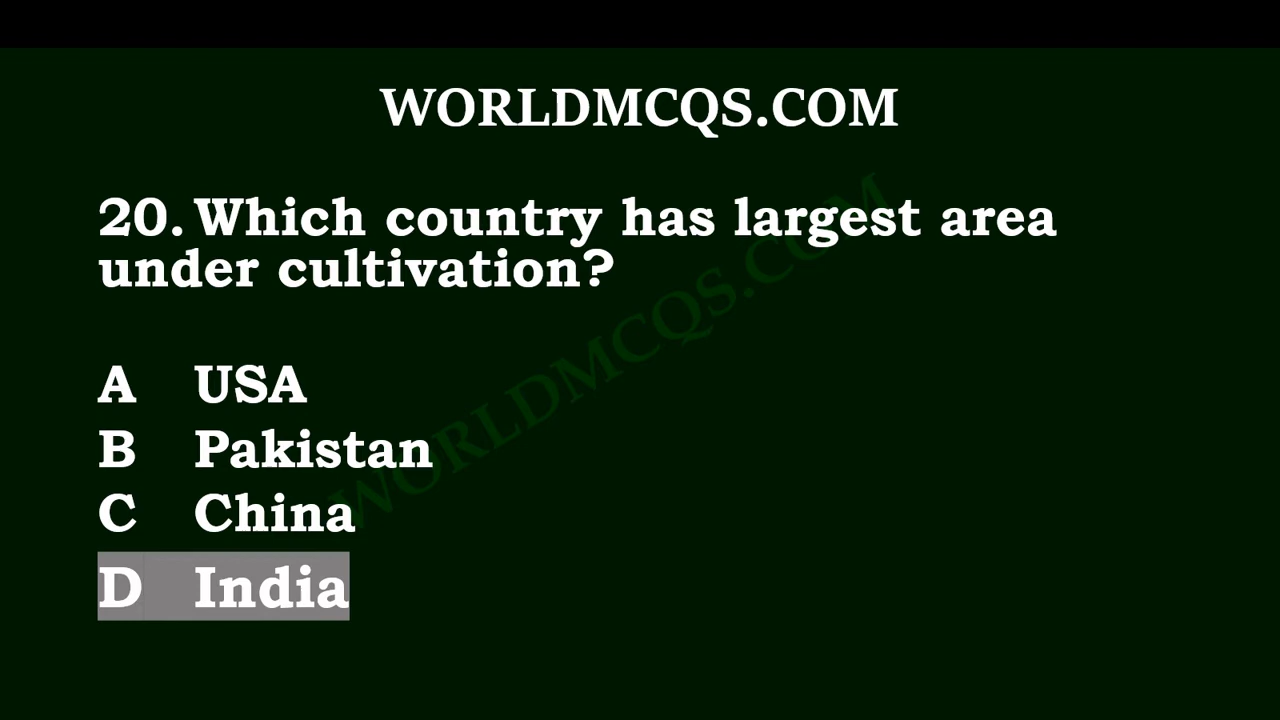 WORLDMCQS.COM
20. Which country has largest area
under cultivation?
A USA
B Pakistan
C China
D India
WORLDMCQS.COM